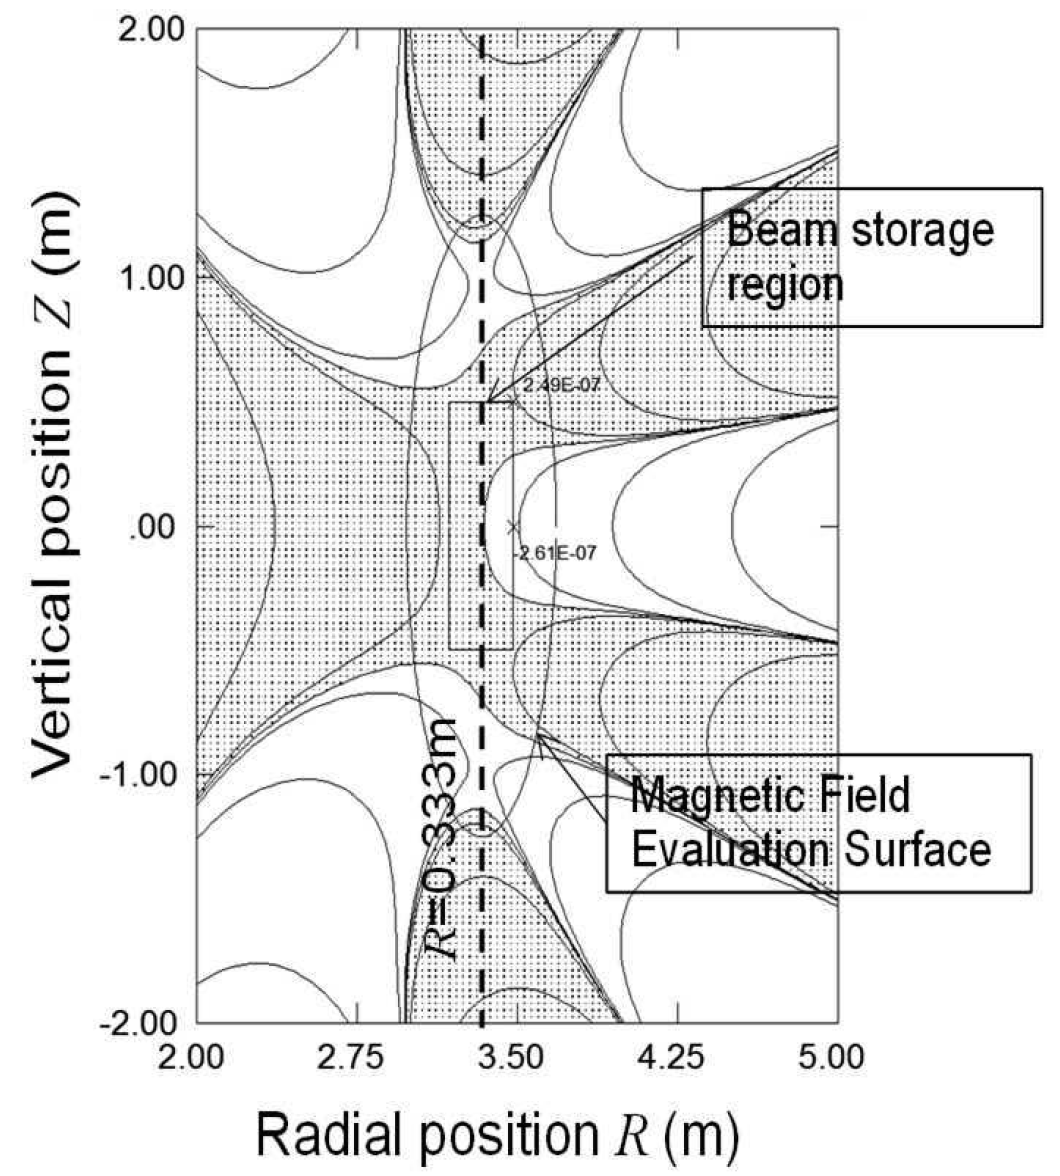 2.00
Beam storage
region
1.00
2.49E-07
Vertical position Z (m)
.00
-2.61E-07
R=0.333m
-1.00
Magnetic Field
Evaluation Surface
-2.00
2.00 2.75 3.50 4.25 5.00
Radial position R (m)